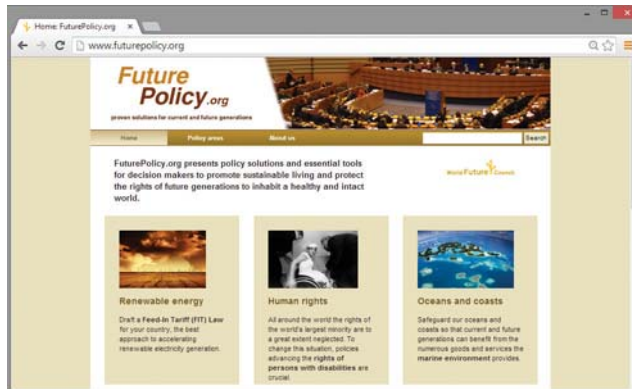 Home: FuturePolicy.org
www.futurepolicy.org
Future
Policy.org
proven solutions for current and future generations
Home Policy areas About us Search
FuturePolicy.org presents policy solutions and essential tools
for decision makers to promote sustainable living and protect
the rights of future generations to inhabit a healthy and intact
world.
World Future Council
Renewable energy
Draft a Feed-in Tariff (FIT) Law
for your country, the best
approach to accelerating
renewable electricity generation.
Human rights
All around the world the rights of
the world's largest minority are to
a great extent neglected. To
change this situation, policies
advancing the rights of
persons with disabilities are
crucial.
Oceans and coasts
Safeguard our oceans and
coasts so that current and future
generations can benefit from the
numerous goods and services the
marine environment provides.